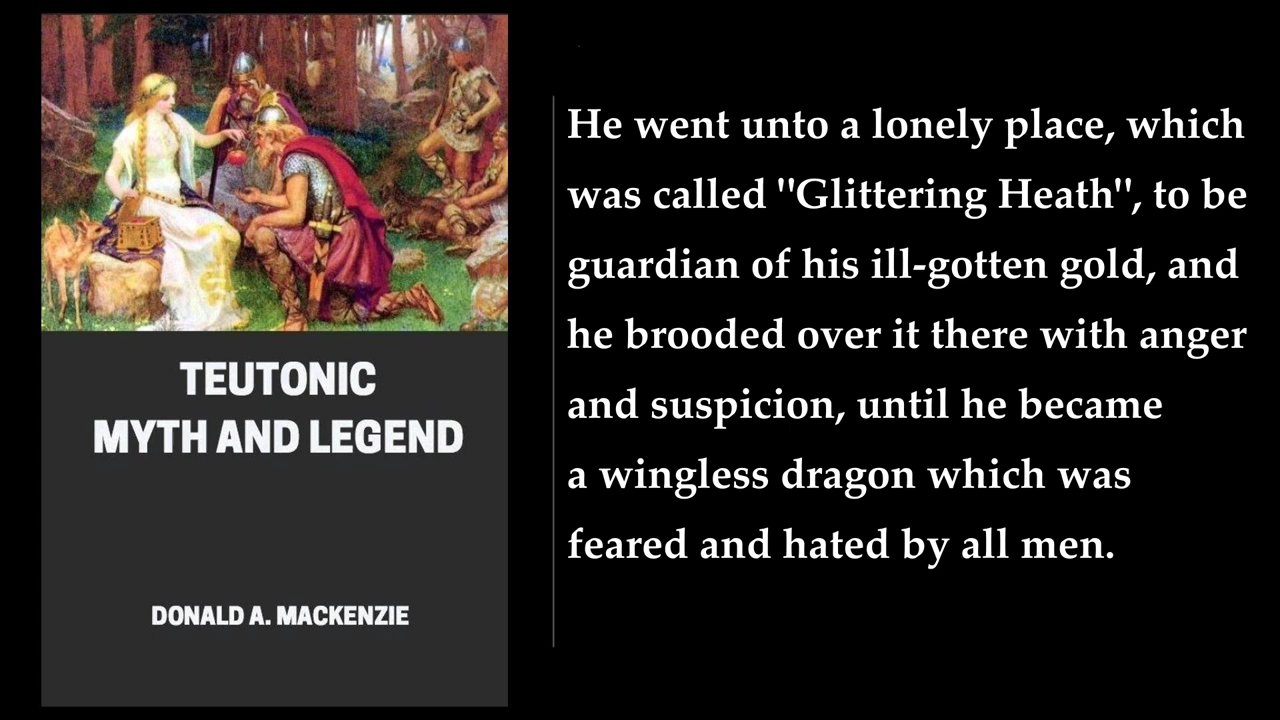 TEUTONIC
MYTH AND LEGEND
DONALD A. MACKENZIE
He went unto a lonely place, which
was called "Glittering Heath", to be
guardian of his ill-gotten gold, and
he brooded over it there with anger
and suspicion, until he became
a wingless dragon which was
feared and hated by all men.